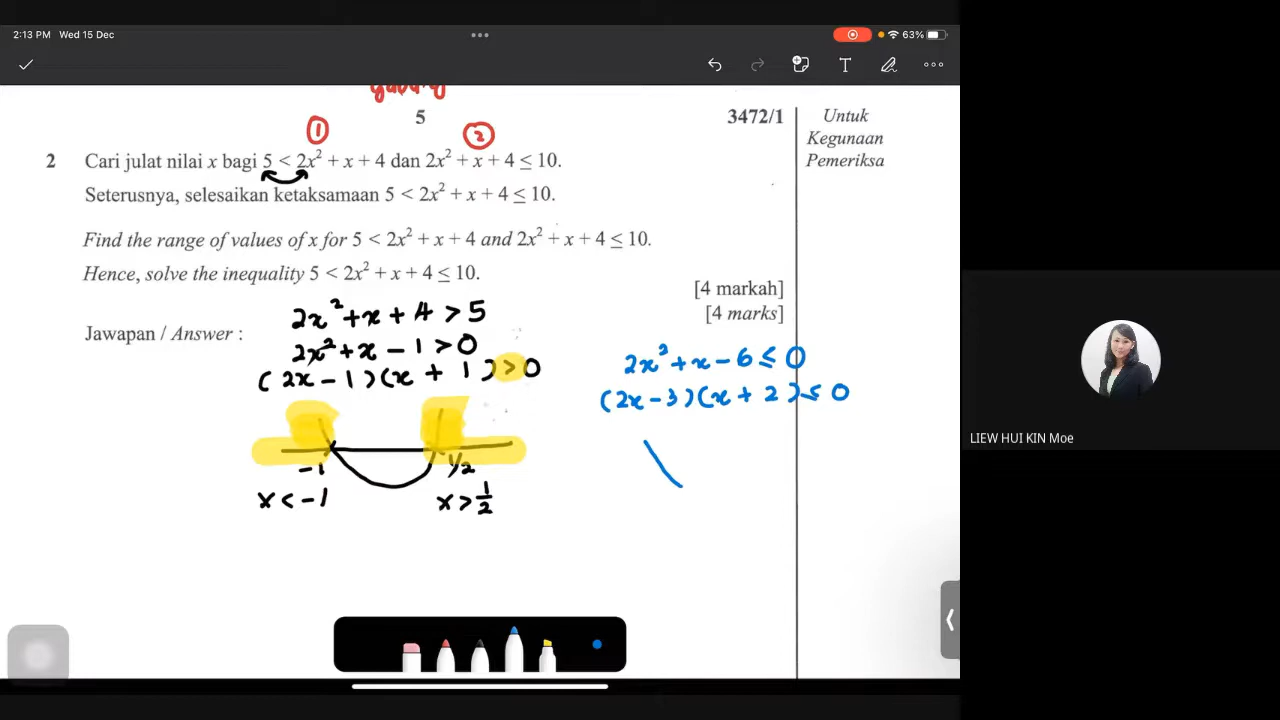 2:13 PM Wed 15 Dec
63%
T
5
3472/1
Untuk
Kegunaan
Pemeriksa
1
2
2 Cari julat nilai x bagi 5 < 2x² + x + 4 dan 2x² + x + 4 ≤ 10.
Seterusnya, selesaikan ketaksamaan 5 < 2x² + x + 4 ≤ 10.
Find the range of values of x for 5 < 2x² + x + 4 and 2x² + x + 4 ≤ 10.
Hence, solve the inequality 5 < 2x² + x + 4 ≤ 10.
[4 markah]
[4 marks]
Jawapan / Answer :
2x² + x + 4 > 5
2x² + x - 1 > 0
(2x - 1)(x + 1) > 0
-1
1/2
x < -1
x > 1/2
2x² + x - 6 ≤ 0
(2x - 3)(x + 2) ≤ 0
LIEW HUI KIN Moe